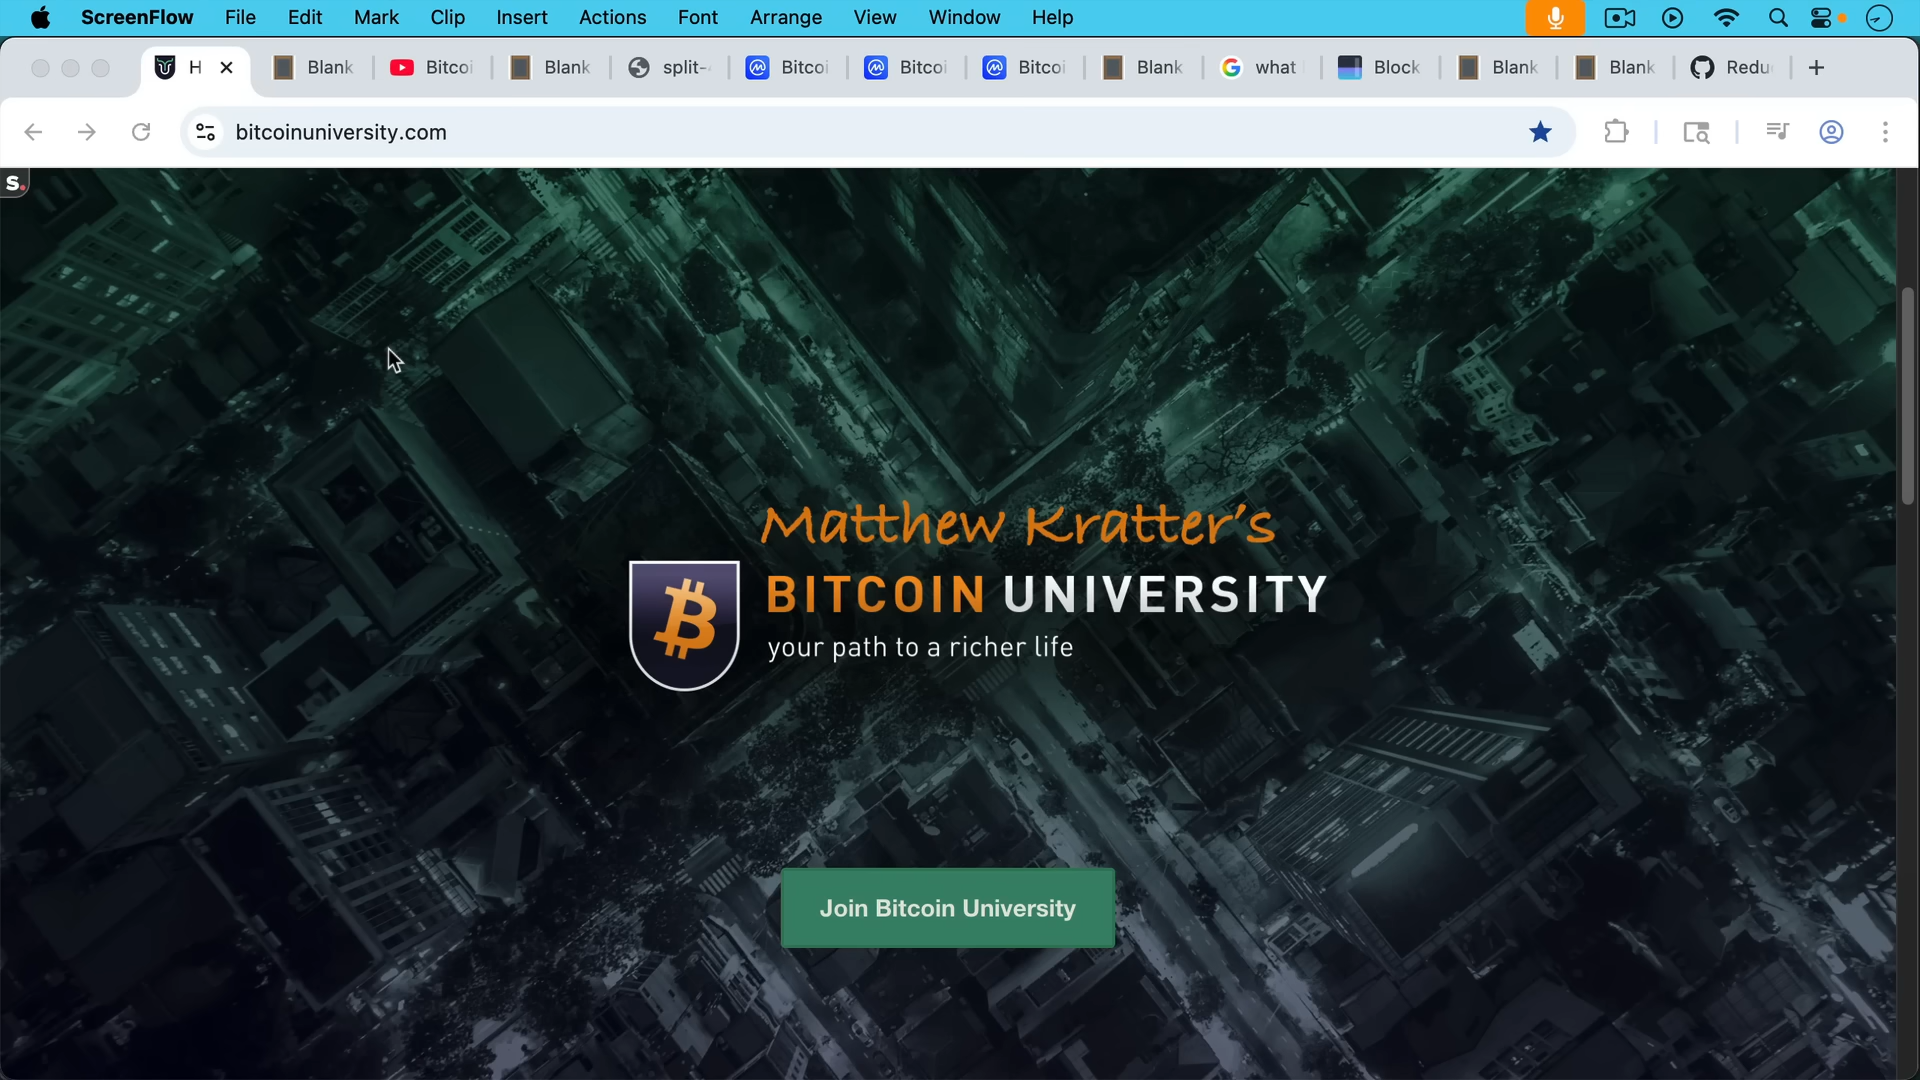 ScreenFlow File Edit Mark Clip Insert Actions Font Arrange View Window Help
H Blank Bitcoi Blank split- Bitcoi Bitcoi Bitcoi Blank what Block Blank Blank Redu
bitcoinuniversity.com
s.
Matthew Kratter's
BITCOIN UNIVERSITY
your path to a richer life
Join Bitcoin University